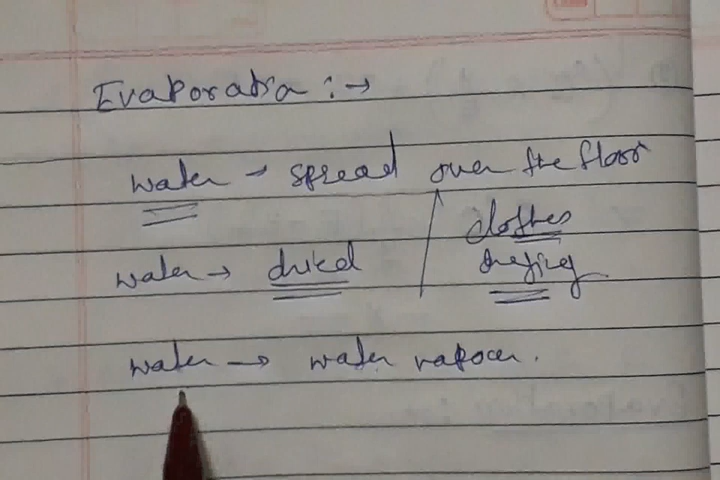 Evaporation :→
water → spread over the floor
clothes
water → dried
drying
water → water vapour.